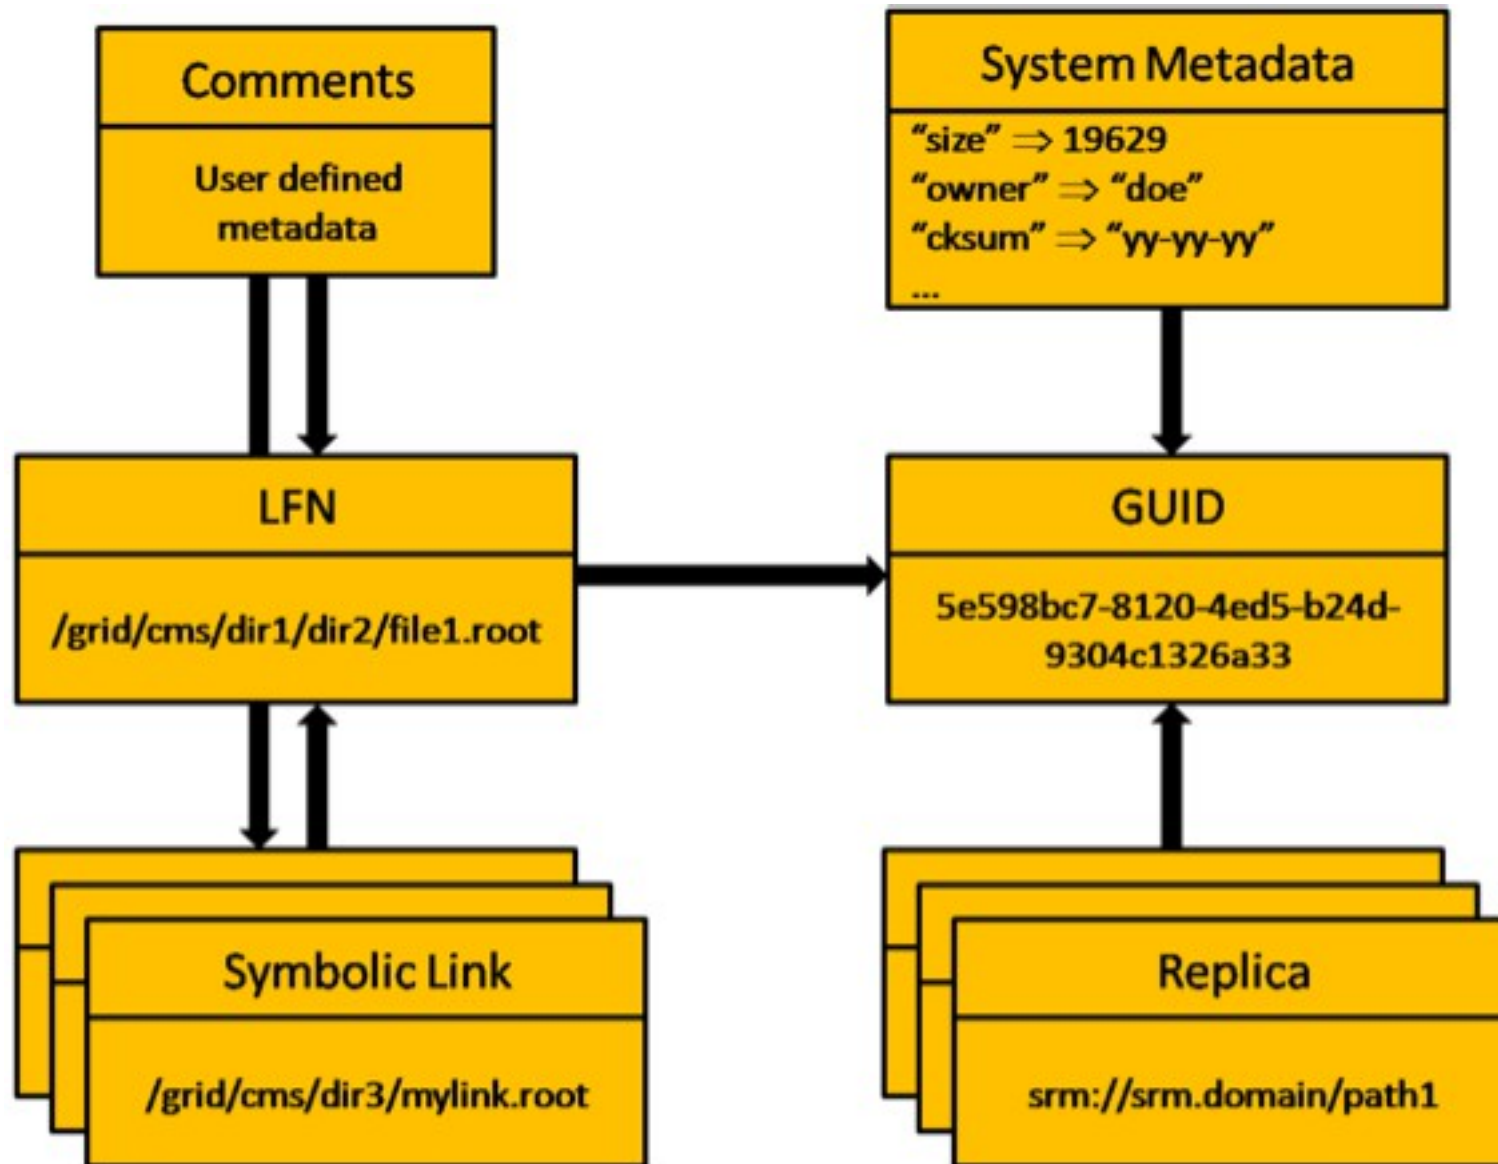 Comments
User defined
metadata
System Metadata
“size” ⇒ 19629
“owner” ⇒ “doe”
“cksum” ⇒ “yy-yy-yy”
...
LFN
/grid/cms/dir1/dir2/file1.root
GUID
5e598bc7-8120-4ed5-b24d-
9304c1326a33
Symbolic Link
/grid/cms/dir3/mylink.root
Replica
srm://srm.domain/path1